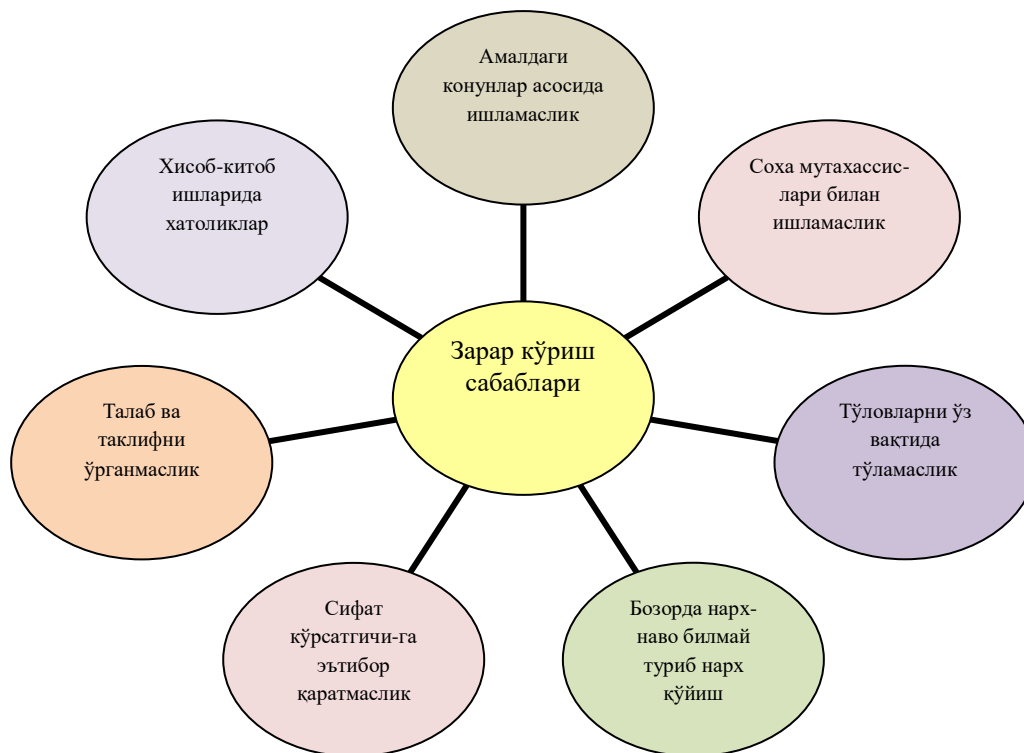 Амалдаги
конунлар асосида
ишламаслик
Хисоб-китоб
ишларида
хатоликлар
Соха мутахассис-
лари билан
ишламаслик
Зарар кўриш
сабаблари
Талаб ва
таклифни
ўрганмаслик
Тўловларни ўз
вақтида
тўламаслик
Сифат
кўрсатгичи-га
эътибор
қаратмаслик
Бозорда нарх-
наво билмай
туриб нарх
қўйиш